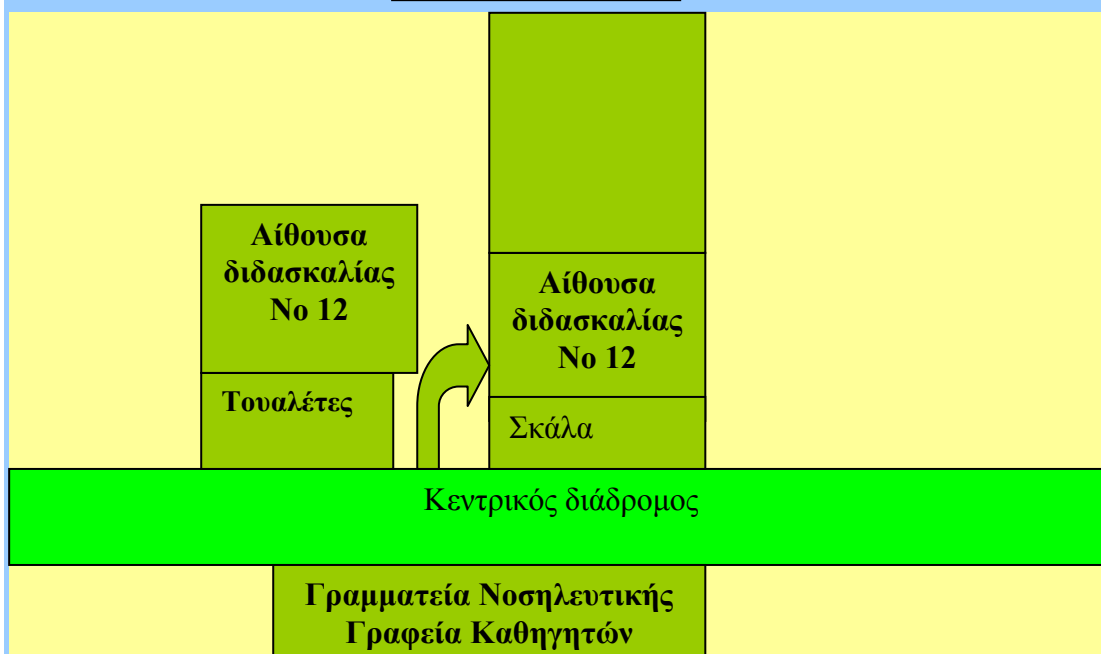 Αίθουσα
διδασκαλίας
Νο 12
Αίθουσα
διδασκαλίας
Νο 12
Τουαλέτες
Σκάλα
Κεντρικός διάδρομος
Γραμματεία Νοσηλευτικής
Γραφεία Καθηγητών